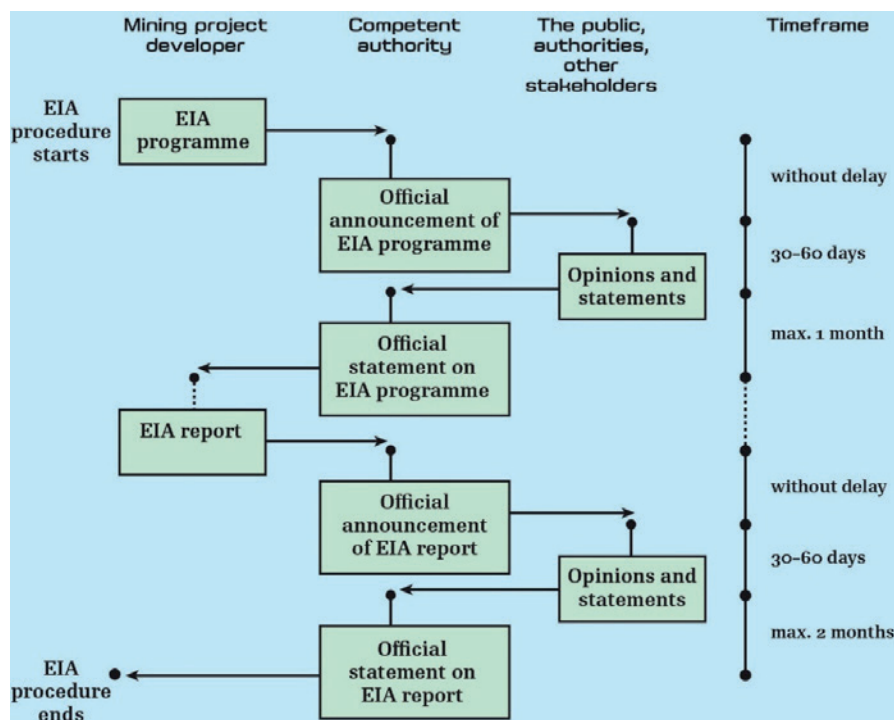 Mining project
developer
Competent
authority
The public,
authorities,
other
stakeholders
Timeframe
EIA
procedure
starts
EIA
programme
without delay
Official
announcement of
EIA programme
30–60 days
Opinions and
statements
max. 1 month
Official
statement on
EIA programme
EIA report
without delay
Official
announcement
of EIA report
30–60 days
Opinions and
statements
max. 2 months
Official
statement on
EIA report
EIA
procedure
ends